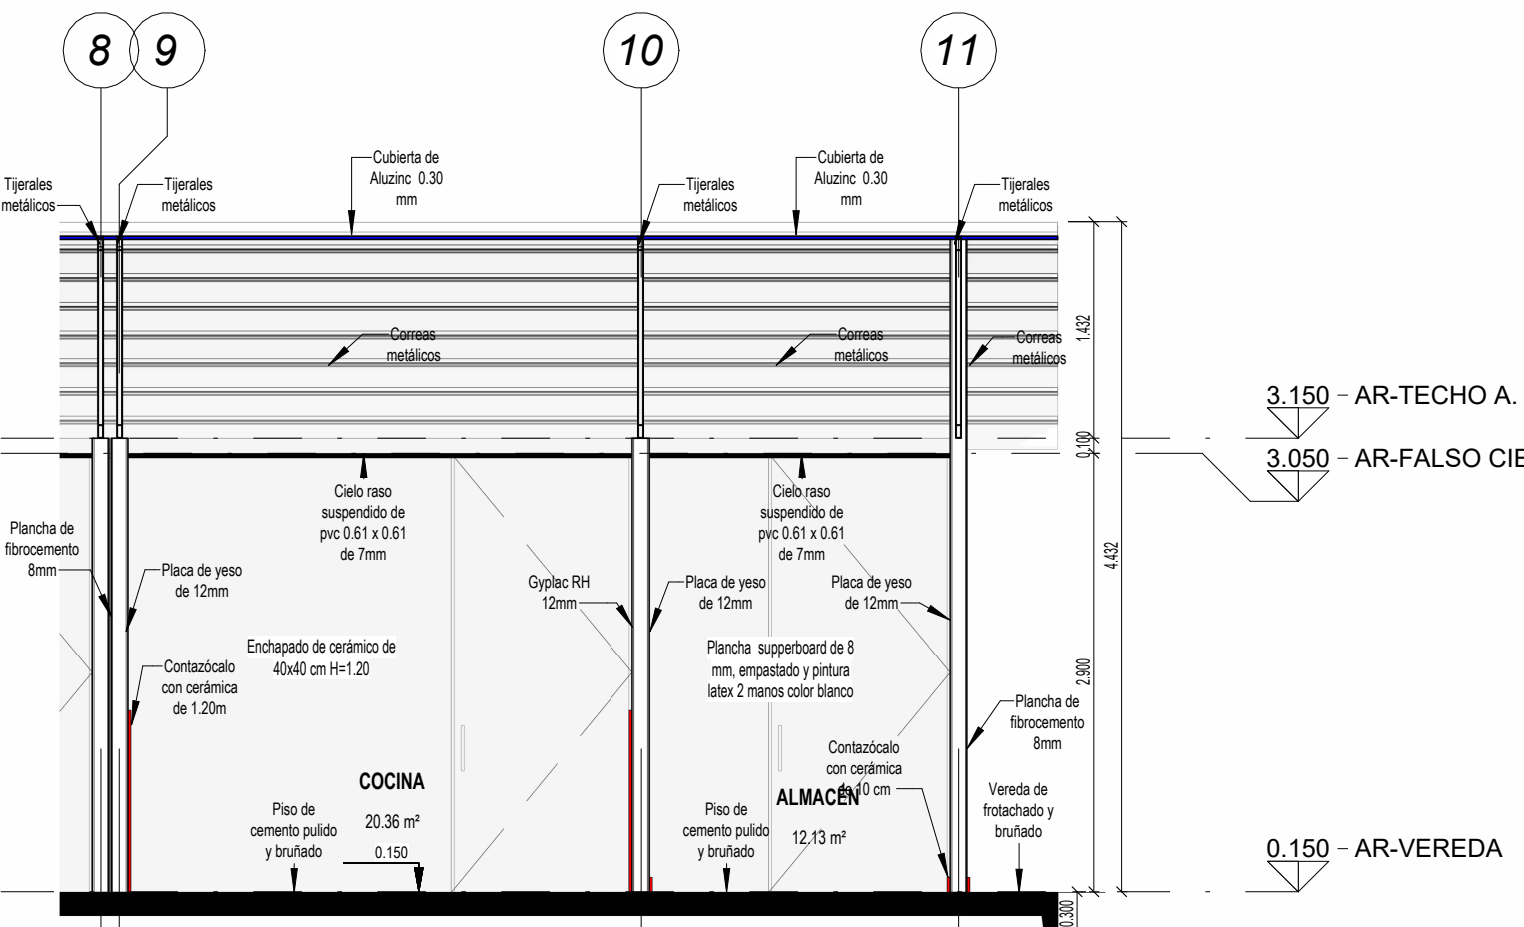 8 9 10 11
Cubierta de
Aluzinc 0.30
mm
Cubierta de
Aluzinc 0.30
mm
Tijerales
metálicos
Tijerales
metálicos
Tijerales
metálicos
Tijerales
metálicos
Correas
metálicos
Correas
metálicos
Correas
metálicos
1.432
0.100
4.432
2.900
0.300
3.150 - AR-TECHO A.
3.050 - AR-FALSO CIE
0.150 - AR-VEREDA
Cielo raso
suspendido de
pvc 0.61 x 0.61
de 7mm
Cielo raso
suspendido de
pvc 0.61 x 0.61
de 7mm
Plancha de
fibrocemento
8mm
Placa de yeso
de 12mm
Gyplac RH
12mm
Placa de yeso
de 12mm
Placa de yeso
de 12mm
Enchapado de cerámico de
40x40 cm H=1.20
Plancha supperboard de 8
mm, empastado y pintura
latex 2 manos color blanco
Contazócalo
con cerámica
de 1.20m
Plancha de
fibrocemento
8mm
Contazócalo
con cerámica
de 10 cm
COCINA
20.36 m²
0.150
ALMACÉN
12.13 m²
Piso de
cemento pulido
y bruñado
Piso de
cemento pulido
y bruñado
Vereda de
frotachado y
bruñado